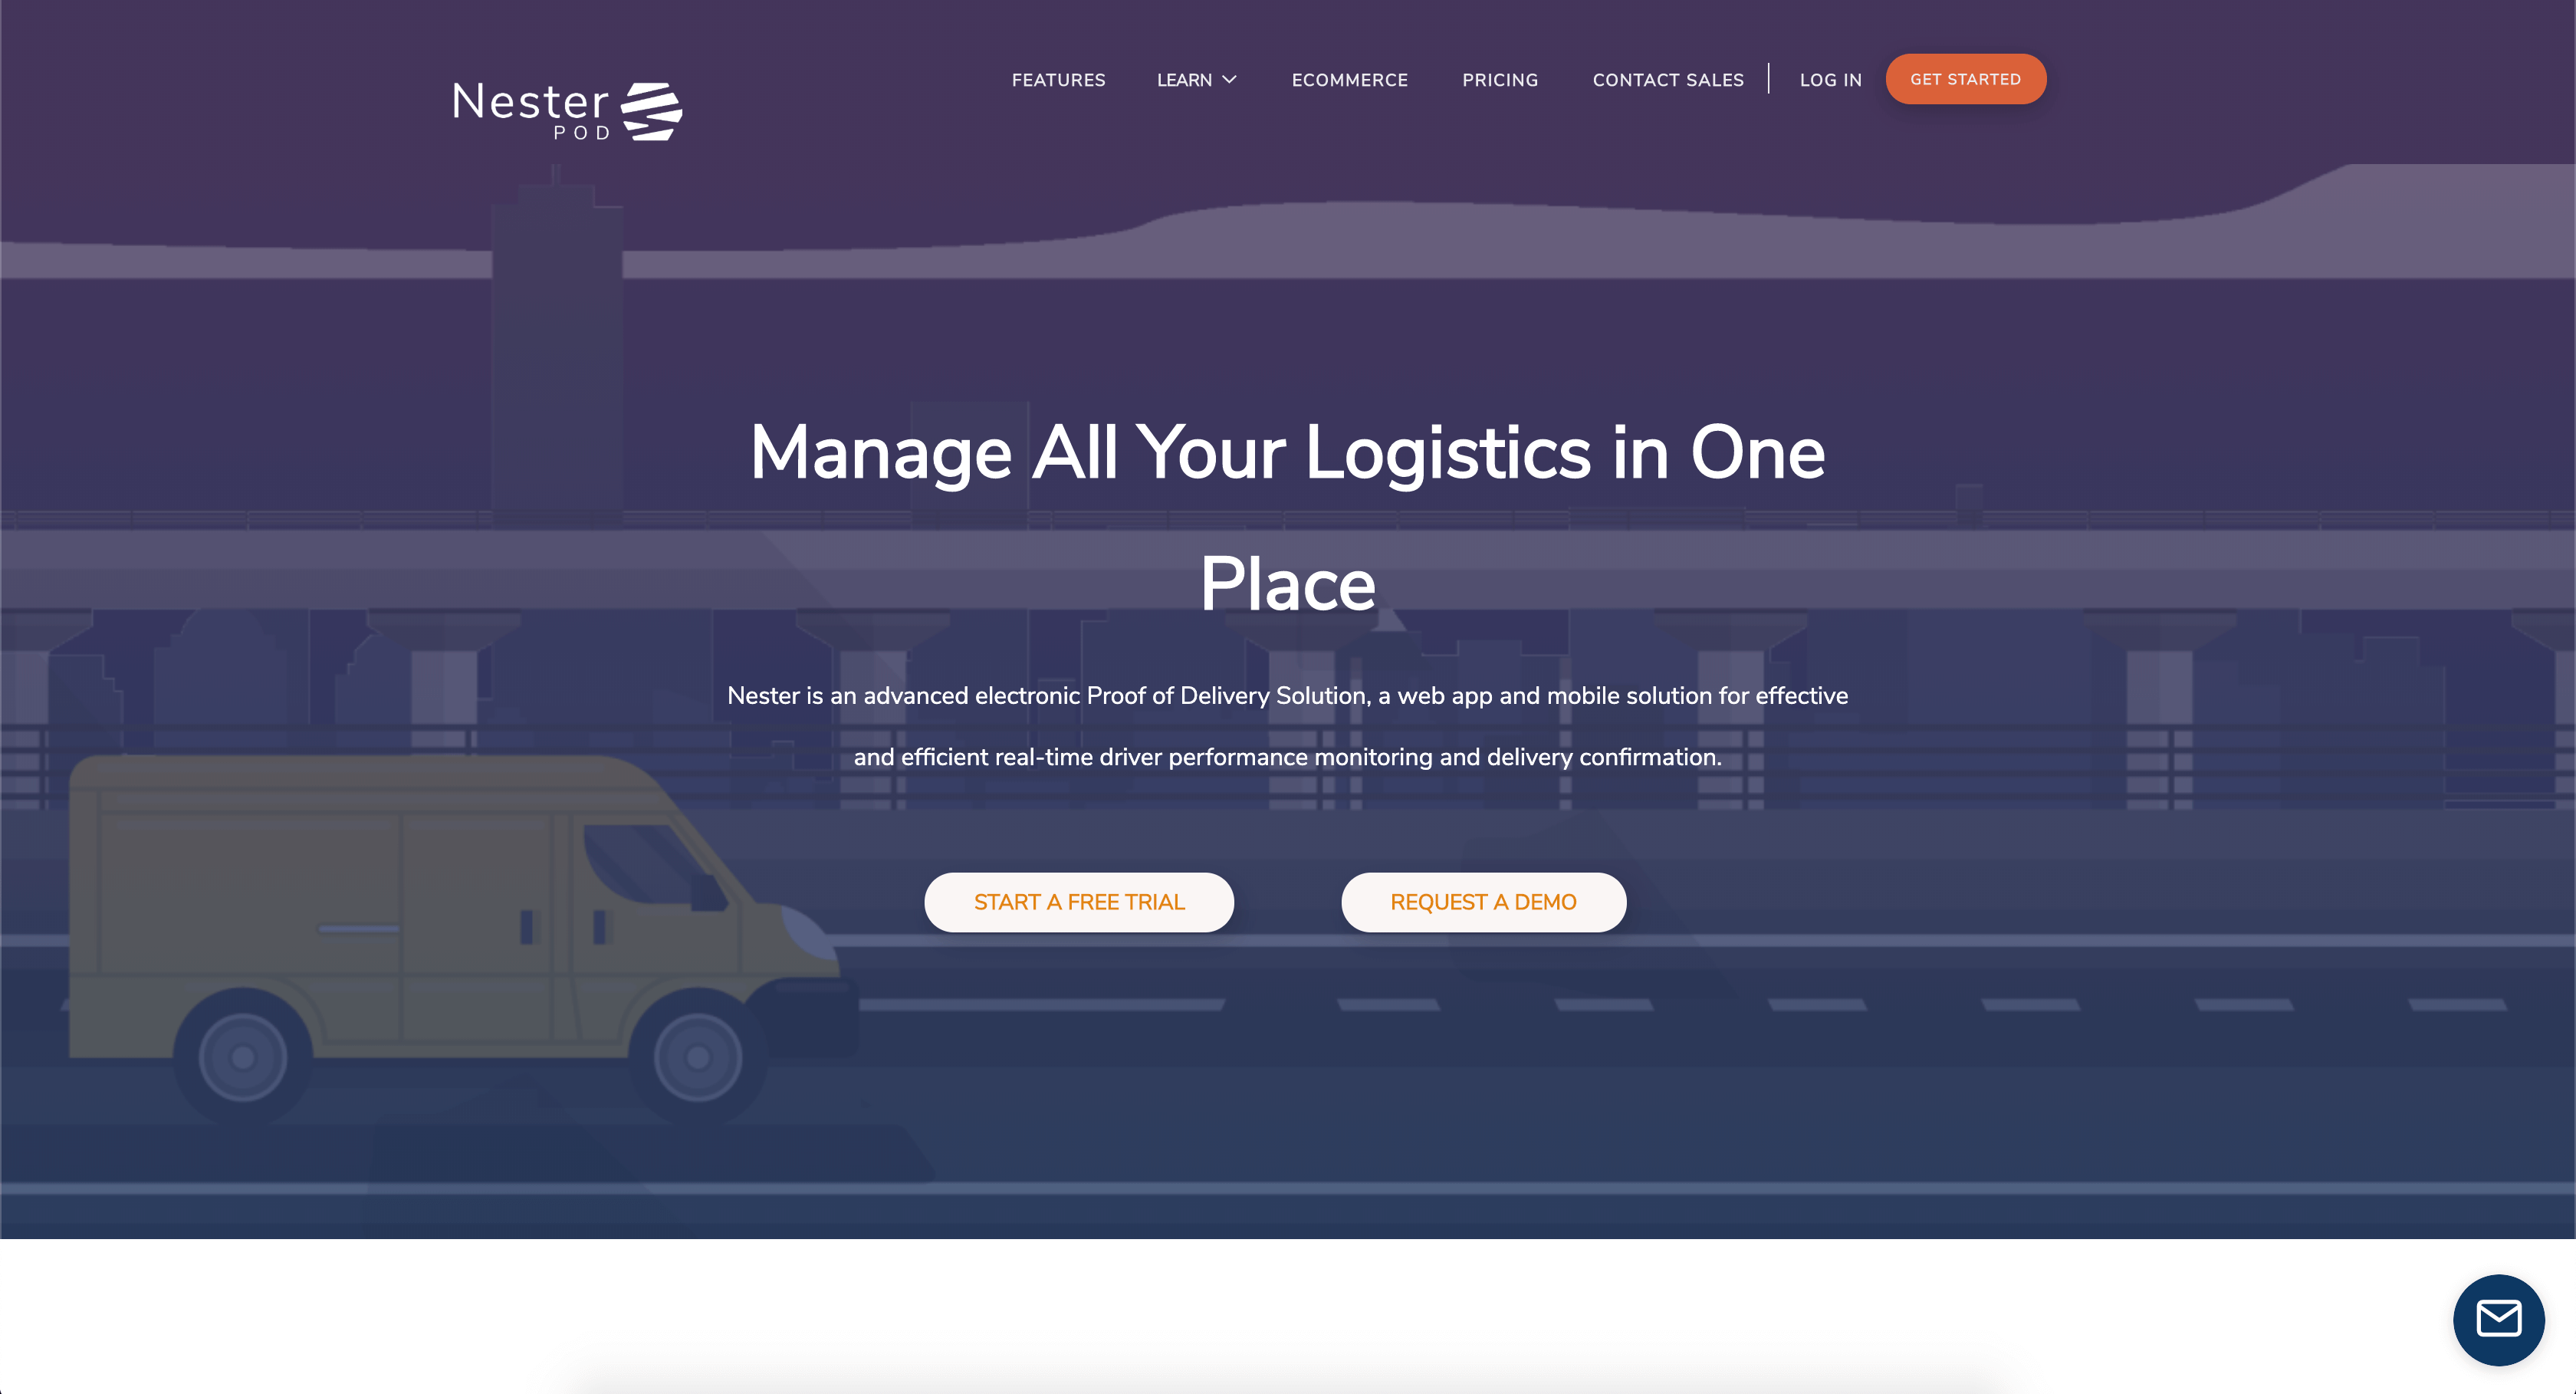 Nester
POD
FEATURES
LEARN
ECOMMERCE
PRICING
CONTACT SALES
LOG IN
GET STARTED
Manage All Your Logistics in One
Place
Nester is an advanced electronic Proof of Delivery Solution, a web app and mobile solution for effective
and efficient real-time driver performance monitoring and delivery confirmation.
START A FREE TRIAL
REQUEST A DEMO